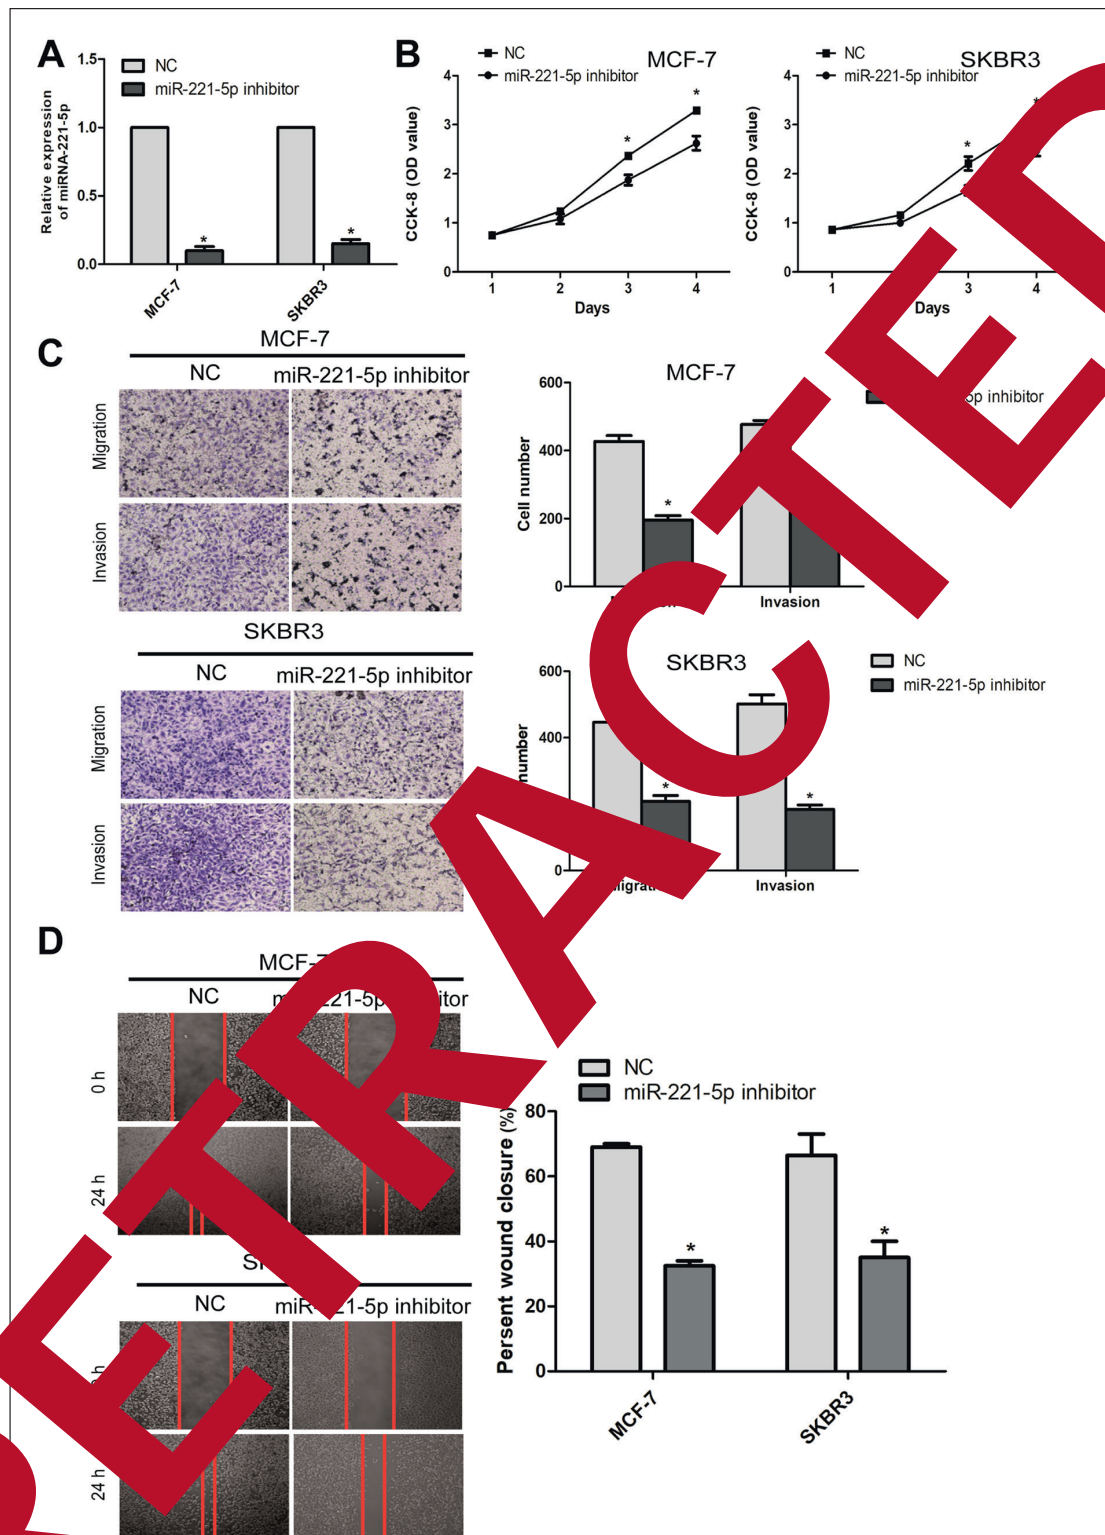 A
NC
miR-221-5p inhibitor
Relative expression
of miRNA-221-5p
1.5
1.0
0.5
0.0
*
*
MCF-7
SKBR3
B
NC
miR-221-5p inhibitor
MCF-7
CCK-8 (OD value)
4
3
2
1
0
*
*
1 2 3 4
Days
NC
miR-221-5p inhibitor
SKBR3
CCK-8 (OD value)
4
3
2
1
0
*
1 3 4
Days
C
MCF-7
NC miR-221-5p inhibitor
Migration
Invasion
MCF-7
inhibitor
Cell number
600
400
200
0
*
Invasion
SKBR3
NC miR-221-5p inhibitor
Migration
Invasion
SKBR3
NC
miR-221-5p inhibitor
number
600
400
0
*
*
Invasion
D
MCF-7
NC
0 h
24 h
NC miR-221-5p inhibitor
24 h
NC
miR-221-5p inhibitor
Persent wound closure (%)
80
60
40
20
0
*
*
MCF-7
SKBR3
RETRACTED